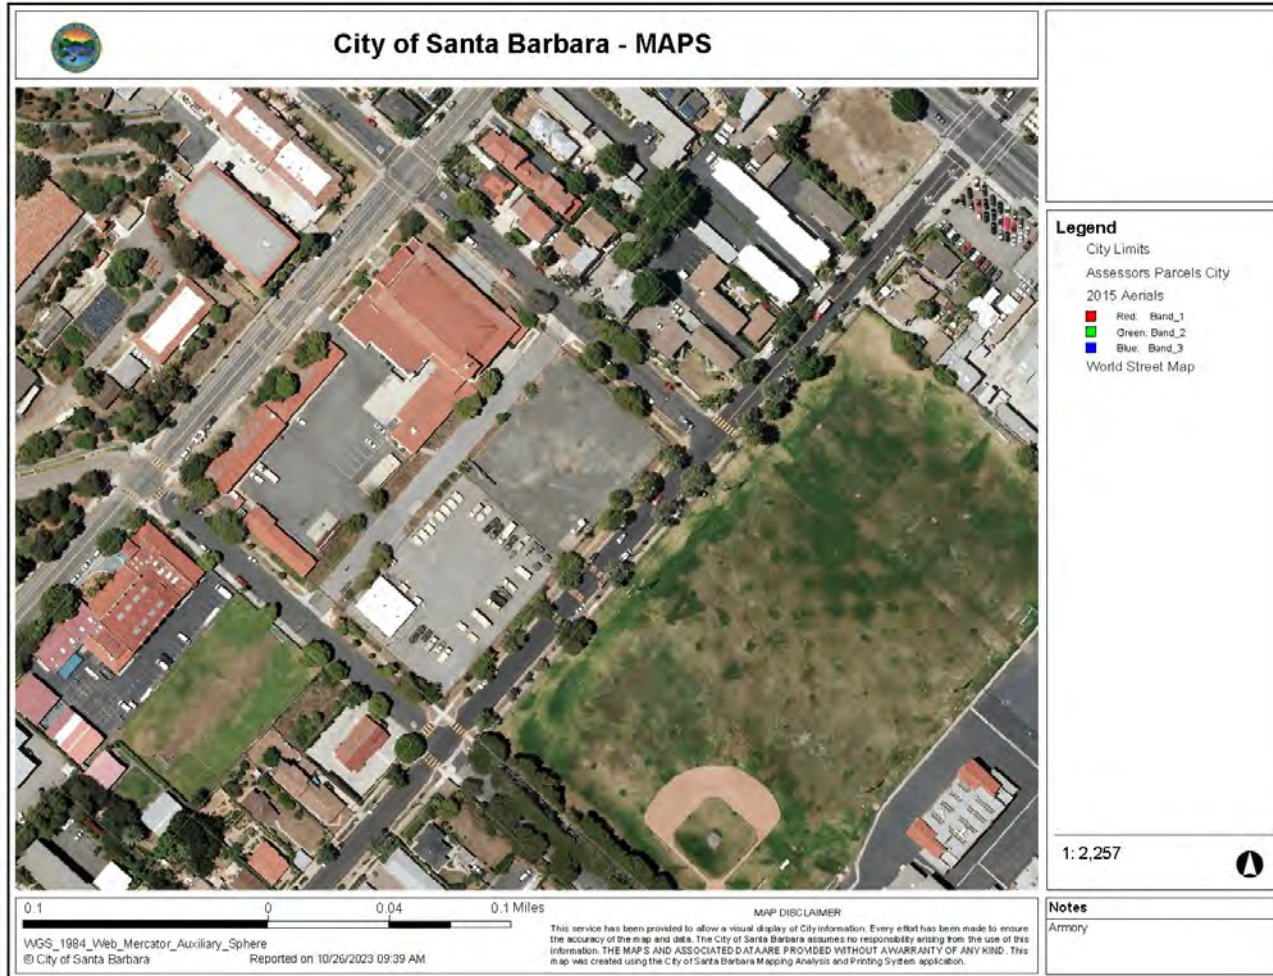 City of Santa Barbara - MAPS
Legend
City Limits
Assessors Parcels City
2015 Aerials
Red: Band_1
Green: Band_2
Blue: Band_3
World Street Map
1: 2,257
0.1 0 0.04 0.1 Miles
WGS_1984_Web_Mercator_Auxiliary_Sphere
© City of Santa Barbara Reported on 10/26/2023 09:39 AM
MAP DISCLAIMER
This service has been provided to allow a visual display of City information. Every effort has been made to ensure
the accuracy of the map and data. The City of Santa Barbara assumes no responsibility arising from the use of this
information. THE MAPS AND ASSOCIATED DATA ARE PROVIDED WITHOUT A WARRANTY OF ANY KIND. This
map was created using the City of Santa Barbara Mapping Analysis and Printing System application.
Notes
Armory